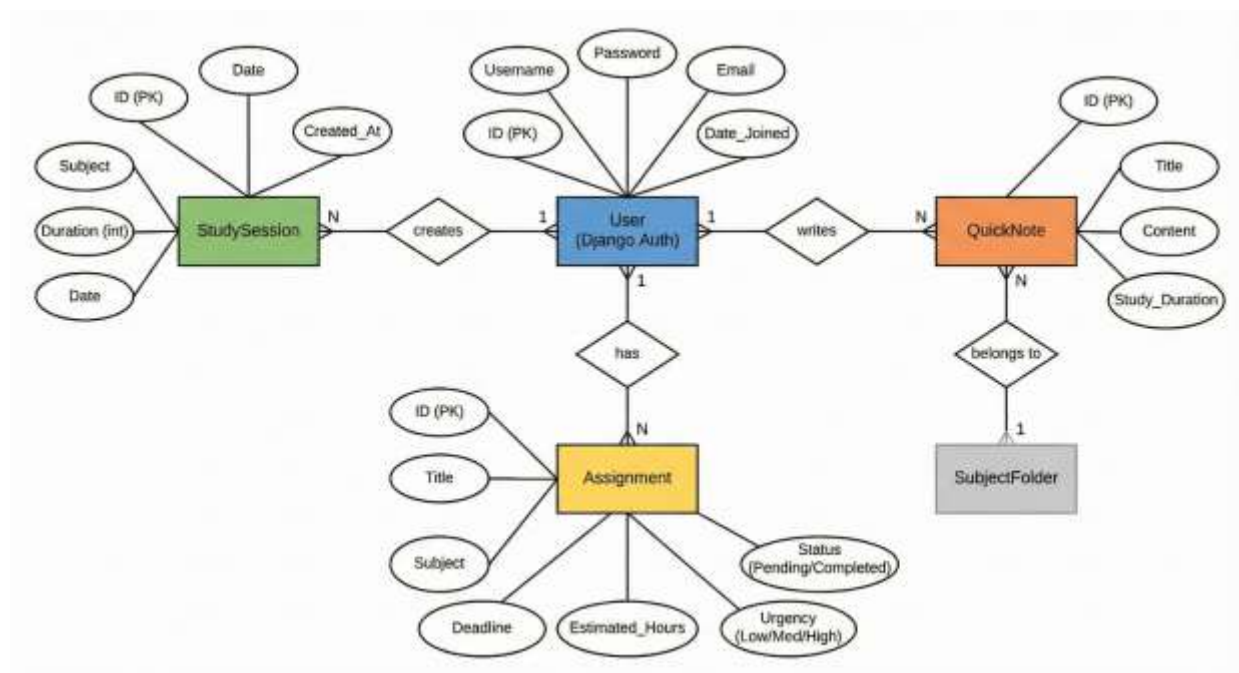 Password
Date
Username
Email
ID (PK)
ID (PK)
Created_At
ID (PK)
Date_Joined
Subject
Title
N
1
User
(Django Auth)
1
N
StudySession
creates
writes
QuickNote
Duration (int)
Content
Date
1
N
Study_Duration
has
belongs to
ID (PK)
N
1
Title
Assignment
SubjectFolder
Subject
Status
(Pending/Completed)
Deadline
Estimated_Hours
Urgency
(Low/Med/High)